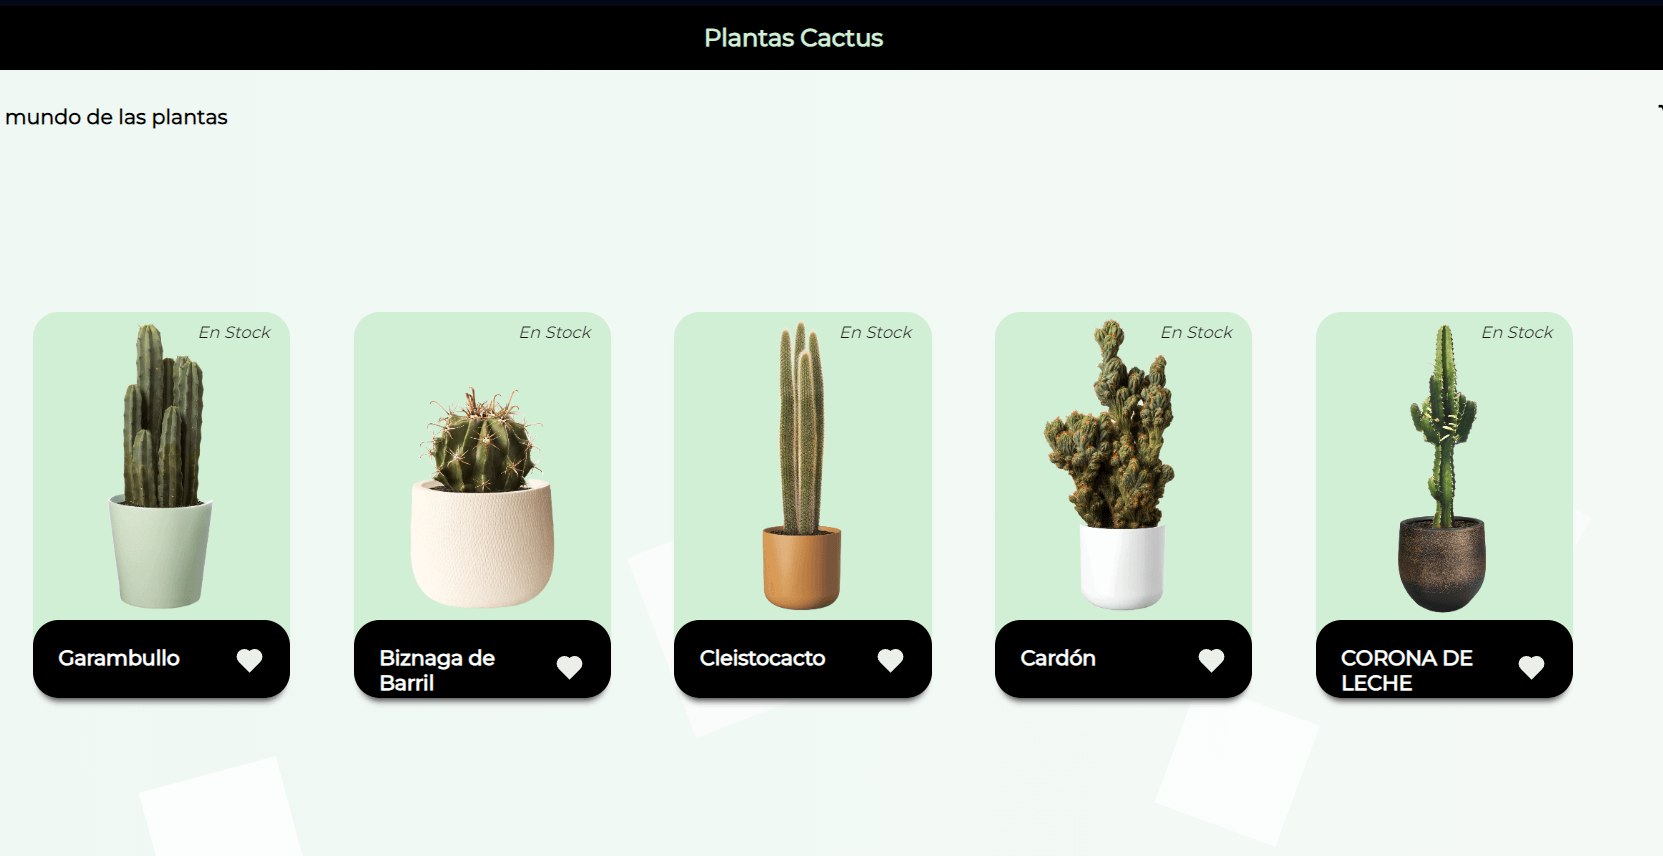 Plantas Cactus
mundo de las plantas
En Stock
En Stock
En Stock
En Stock
En Stock
Garambullo
Biznaga de
Barril
Cleistocacto
Cardón
CORONA DE
LECHE